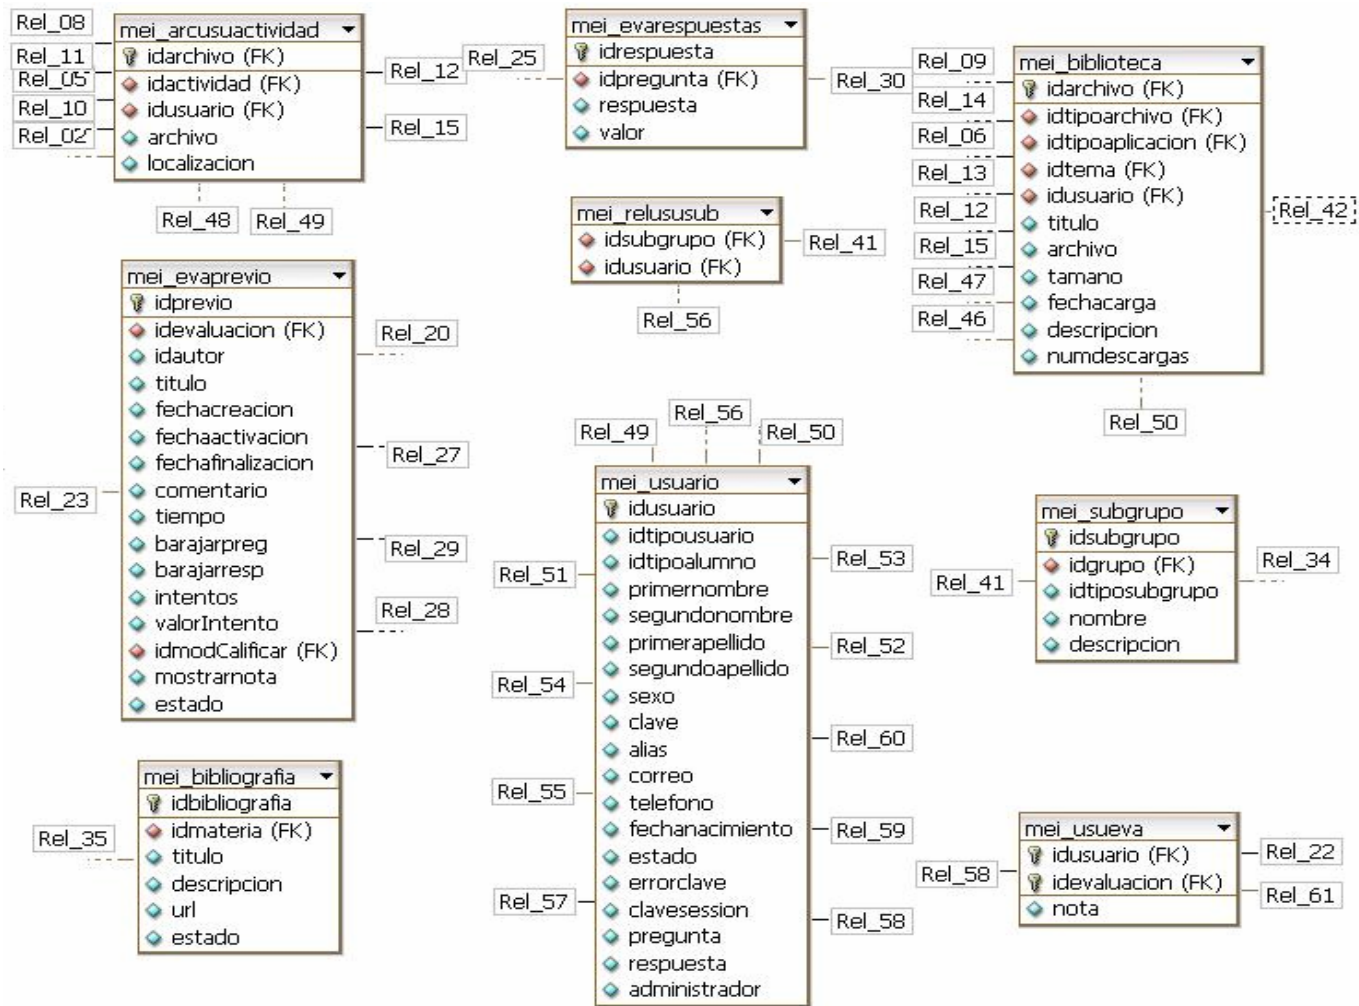 Rel_08
Rel_11
Rel_05
Rel_10
Rel_02
mei_arcusuactividad
idarchivo (FK)
idactividad (FK)
idusuario (FK)
archivo
localizacion
Rel_12
Rel_15
Rel_48
Rel_49
Rel_25
mei_evarespuestas
idrespuesta
idpregunta (FK)
respuesta
valor
Rel_30
Rel_09
Rel_14
Rel_06
Rel_13
Rel_12
Rel_15
Rel_47
Rel_46
mei_biblioteca
idarchivo (FK)
idtipoarchivo (FK)
idtipoaplicacion (FK)
idtema (FK)
idusuario (FK)
titulo
archivo
tamano
fechacarga
descripcion
numdescargas
Rel_42
Rel_50
mei_relususub
idsubgrupo (FK)
idusuario (FK)
Rel_41
Rel_56
mei_evaprevio
idprevio
idevaluacion (FK)
idautor
titulo
fechacreacion
fechaactivacion
fechafinalizacion
comentario
tiempo
barajarpreg
barajarresp
intentos
valorIntento
idmodCalificar (FK)
mostrarnota
estado
Rel_23
Rel_20
Rel_27
Rel_29
Rel_28
Rel_49
Rel_56
Rel_50
mei_usuario
idusuario
idtipousuario
idtipoalumno
primernombre
segundonombre
primerapellido
segundoapellido
sexo
clave
alias
correo
telefono
fechanacimiento
estado
errorclave
clavesession
pregunta
respuesta
administrador
Rel_51
Rel_54
Rel_55
Rel_57
Rel_53
Rel_52
Rel_60
Rel_59
Rel_58
mei_subgrupo
idsubgrupo
idgrupo (FK)
idtiposubgrupo
nombre
descripcion
Rel_41
Rel_34
mei_bibliografia
idbibliografia
idmateria (FK)
titulo
descripcion
url
estado
Rel_35
mei_usueva
idusuario (FK)
idevaluacion (FK)
nota
Rel_58
Rel_22
Rel_61